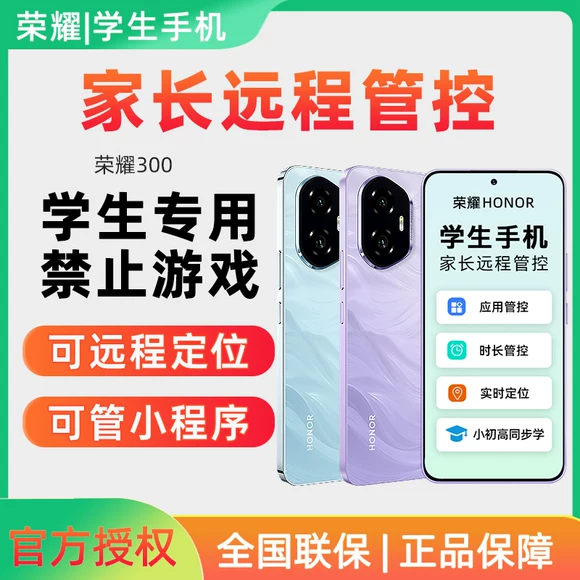 荣耀|学生手机
家长远程管控
荣耀300
学生专用
禁止游戏
可远程定位
可管小程序
HONOR
HONOR
荣耀HONOR
学生手机
家长远程管控
应用管控
时长管控
实时定位
小初高同步学
官方授权
全国联保|正品保障